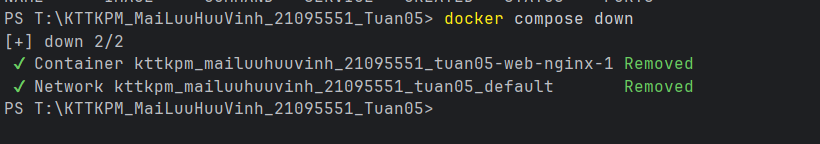 PS T:\KTTKPM_MaiLuuHuuVinh_21095551_Tuan05> docker compose down
[+] down 2/2
✔ Container kttkpm_mailuuhuuvinh_21095551_tuan05-web-nginx-1 Removed
✔ Network kttkpm_mailuuhuuvinh_21095551_tuan05_default Removed
PS T:\KTTKPM_MaiLuuHuuVinh_21095551_Tuan05>